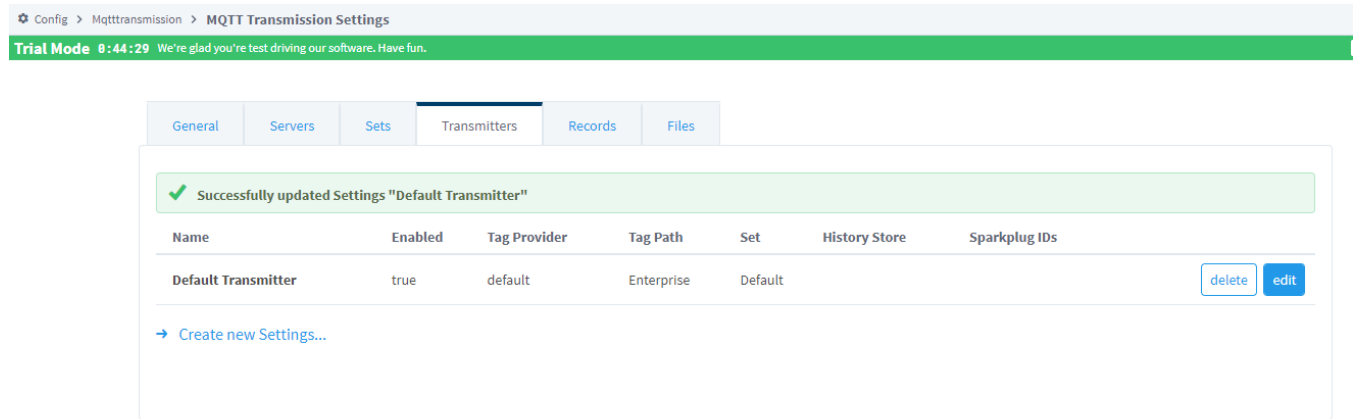 Config > Mqtttransmission > MQTT Transmission Settings
Trial Mode 0:44:29 We're glad you're test driving our software. Have fun.
General Servers Sets Transmitters Records Files
Successfully updated Settings "Default Transmitter"
Name Enabled Tag Provider Tag Path Set History Store Sparkplug IDs
Default Transmitter true default Enterprise Default delete edit
→ Create new Settings...